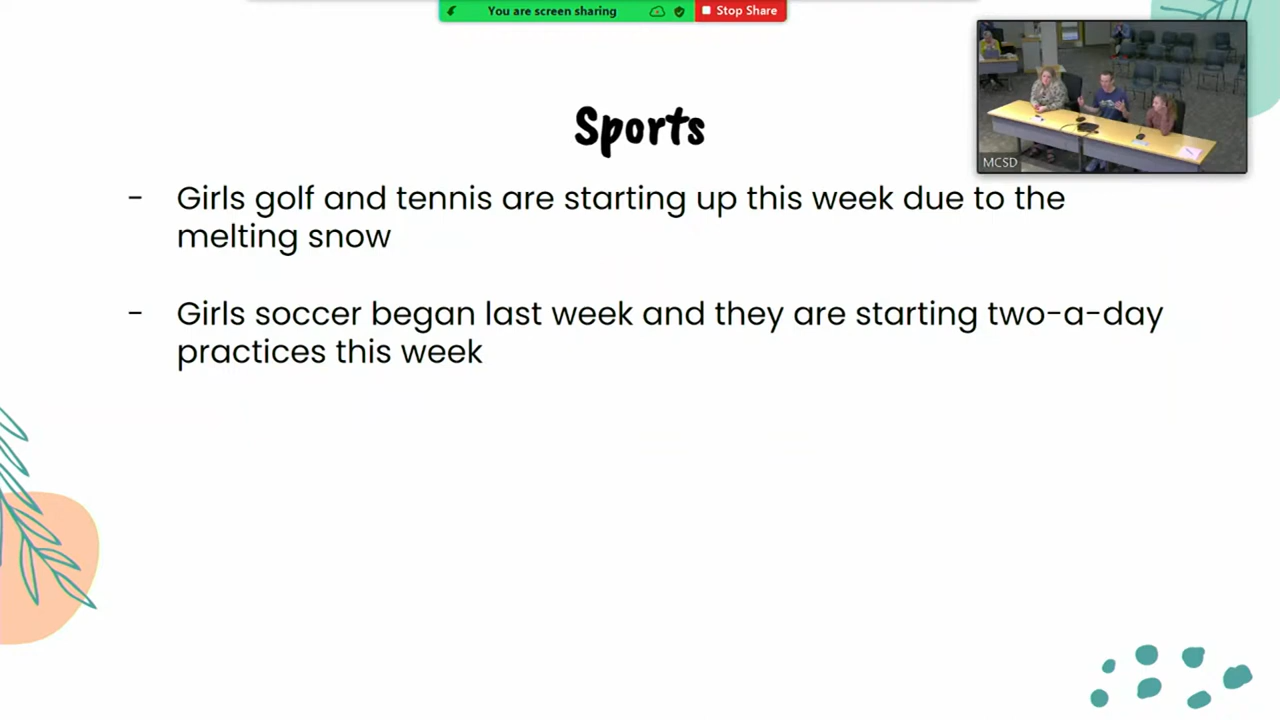 You are screen sharing
Stop Share
MCSD
Sports
- Girls golf and tennis are starting up this week due to the
melting snow
- Girls soccer began last week and they are starting two-a-day
practices this week